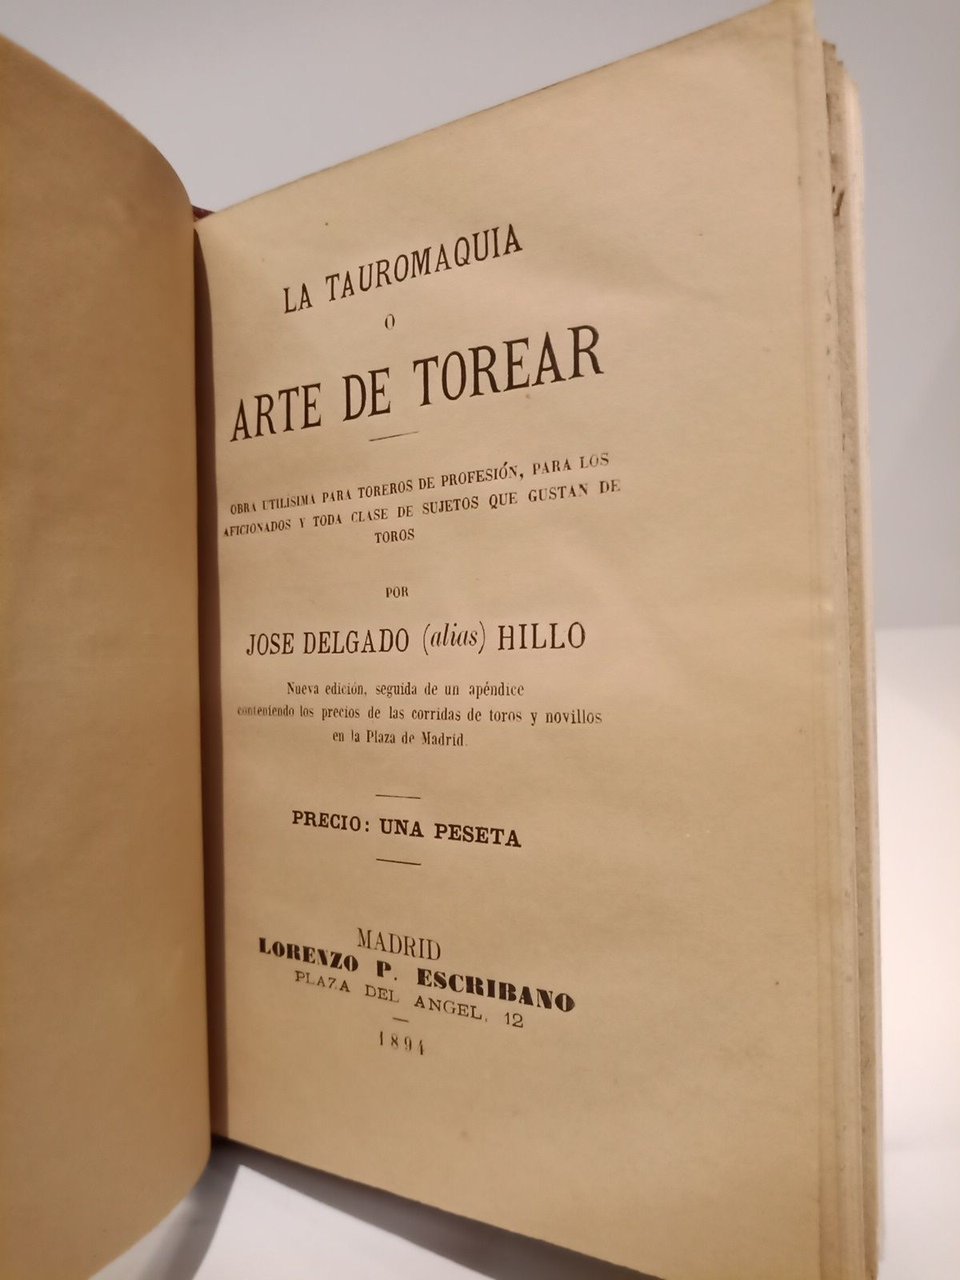 LA TAUROMAQUIA
O
ARTE DE TOREAR
OBRA UTILÍSIMA PARA TOREROS DE PROFESIÓN, PARA LOS
AFICIONADOS Y TODA CLASE DE SUJETOS QUE GUSTAN DE
TOROS
POR
JOSE DELGADO (alias) HILLO
Nueva edición, seguida de un apéndice
conteniendo los precios de las corridas de toros y novillos
en la Plaza de Madrid.
PRECIO: UNA PESETA
MADRID
LORENZO P. ESCRIBANO
PLAZA DEL ANGEL, 12
1894